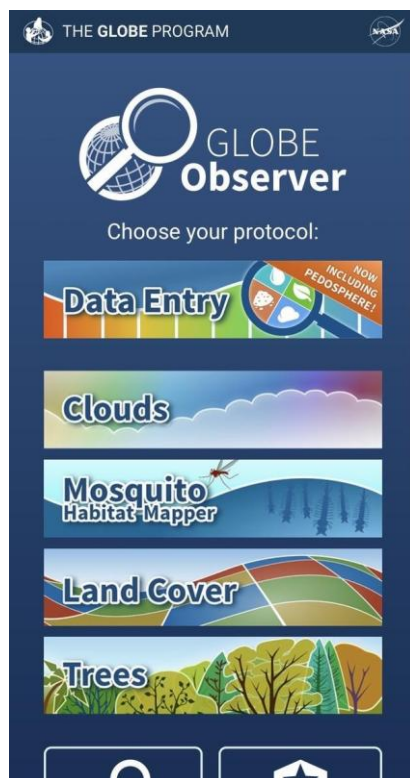 THE GLOBE PROGRAM
NASA
GLOBE
Observer
Choose your protocol:
Data Entry
NOW
INCLUDING
PEDOSPHERE!
Clouds
Mosquito
Habitat Mapper
Land Cover
Trees